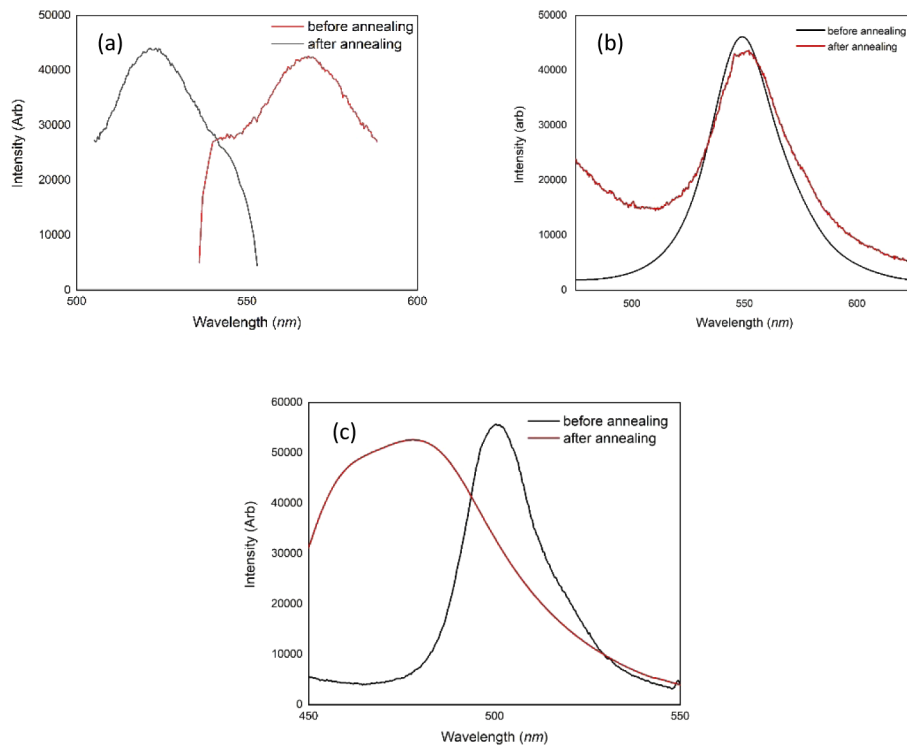 (a)
before annealing
after annealing
50000
40000
30000
20000
10000
0
500
550
600
Intensity (Arb)
Wavelength (nm)
(b)
before annealing
after annealing
50000
40000
30000
20000
10000
0
500
550
600
Intensity (arb)
Wavelength (nm)
(c)
before annealing
after annealing
60000
50000
40000
30000
20000
10000
0
450
500
550
Intensity (Arb)
Wavelength (nm)